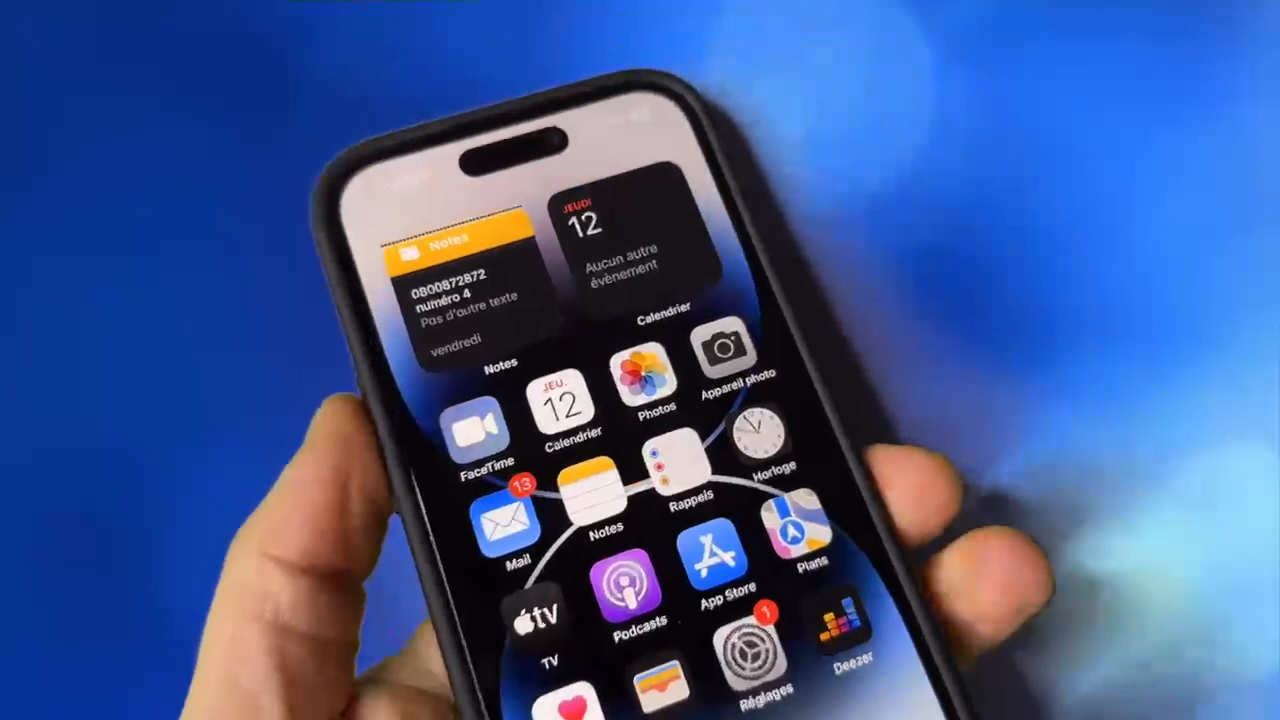 Notes
0800872872
numéro 4
Pas d'autre texte
vendredi
Notes
JEUDI
12
Aucun autre
évènement
Calendrier
FaceTime
JEU.
12
Calendrier
Photos
Appareil photo
13
Mail
Notes
Rappels
Horloge
tv
TV
Podcasts
App Store
Plans
1
Réglages
Deezer